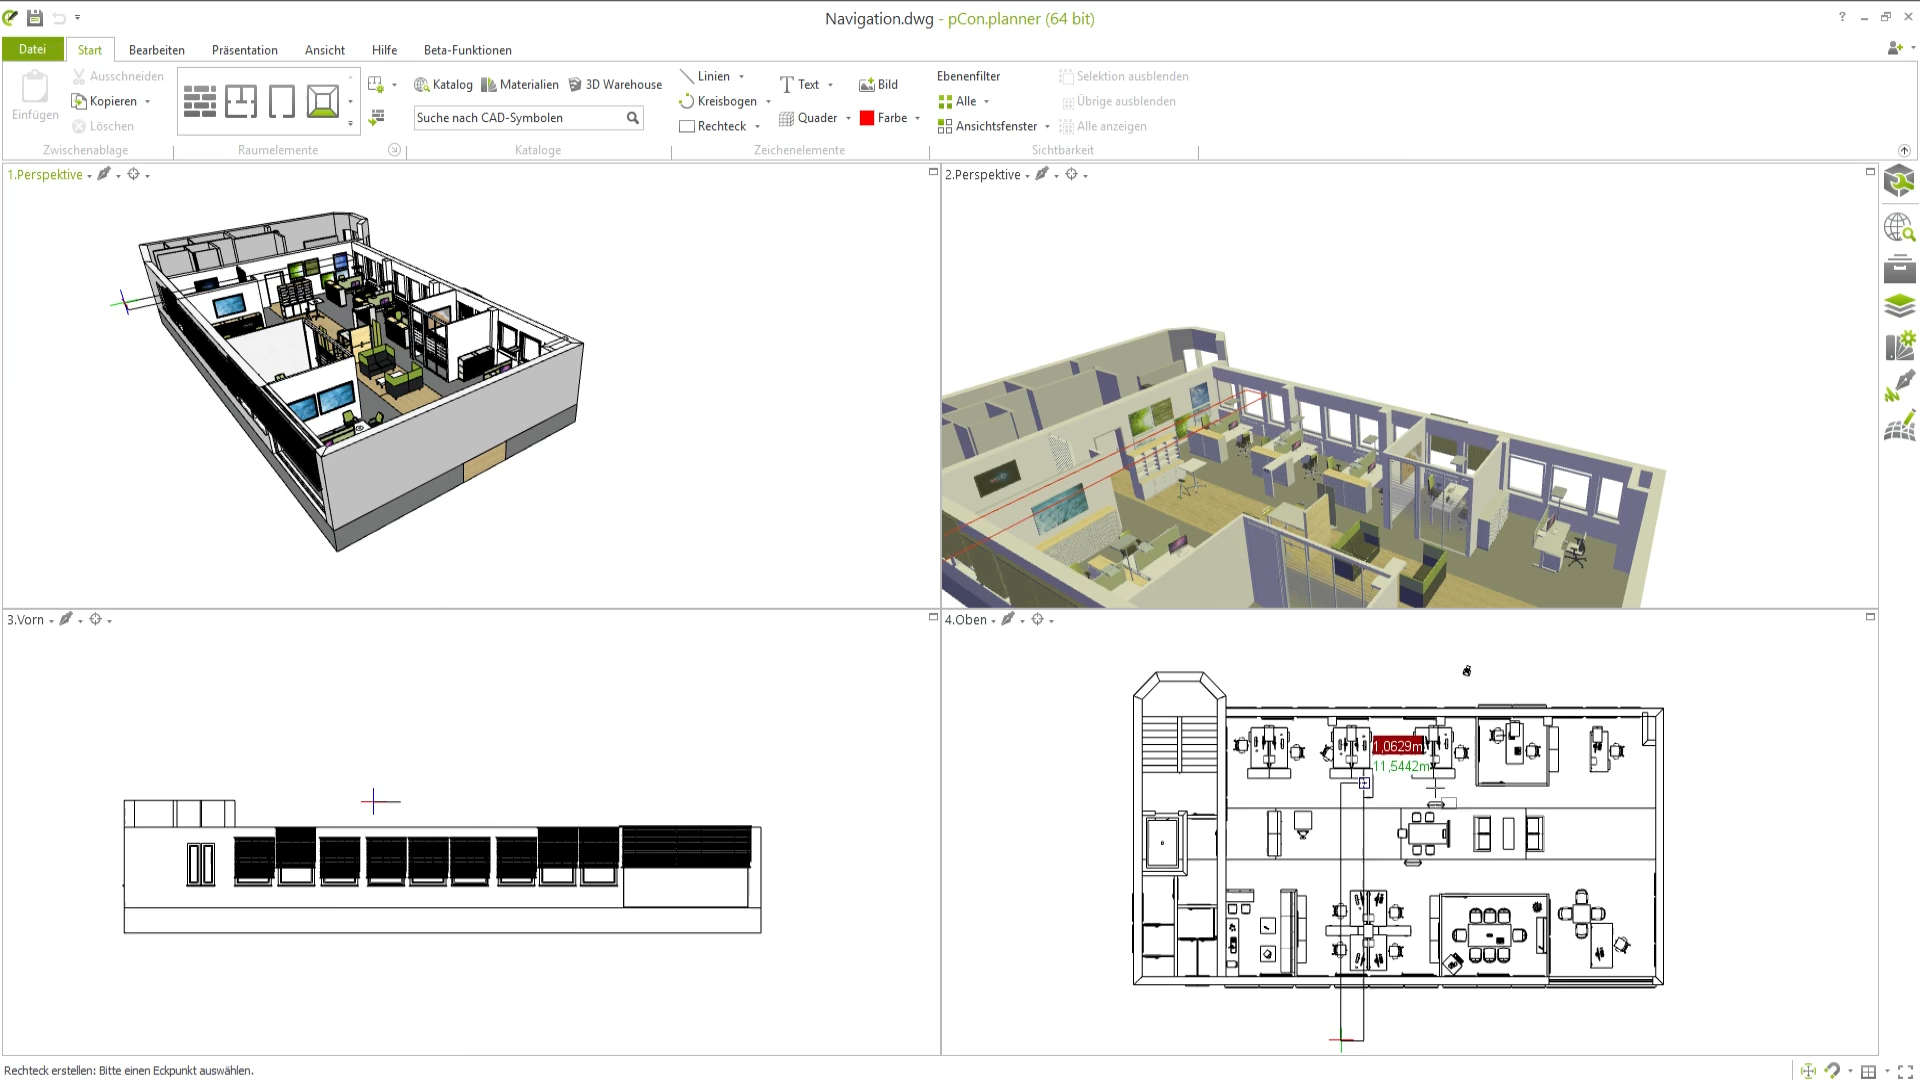 Navigation.dwg - pCon.planner (64 bit)
Datei
Start
Bearbeiten
Präsentation
Ansicht
Hilfe
Beta-Funktionen
Einfügen
Ausschneiden
Kopieren
Löschen
Zwischenablage
Raumelemente
Katalog
Materialien
3D Warehouse
Suche nach CAD-Symbolen
Kataloge
Linien
Kreisbogen
Rechteck
Text
Quader
Bild
Farbe
Zeichenelemente
Ebenenfilter
Alle
Ansichtsfenster
Selektion ausblenden
Übrige ausblenden
Alle anzeigen
Sichtbarkeit
1.Perspektive
2.Perspektive
3.Vorn
4.Oben
1,0629m
11,5442m
Rechteck erstellen: Bitte einen Eckpunkt auswählen.